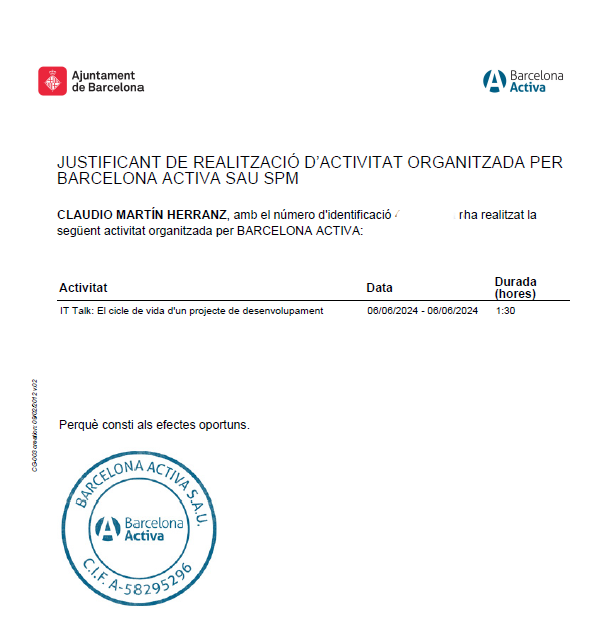 Ajuntament
de Barcelona
Barcelona
Activa
JUSTIFICANT DE REALITZACIÓ D'ACTIVITAT ORGANITZADA PER
BARCELONA ACTIVA SAU SPM
CLAUDIO MARTÍN HERRANZ, amb el número d'identificació ha realitzat la
següent activitat organitzada per BARCELONA ACTIVA:
Activitat Data Durada
(hores)
IT Talk: El cicle de vida d'un projecte de desenvolupament 06/06/2024 - 06/06/2024 1:30
Perquè consti als efectes oportuns.
BARCELONA ACTIVA S.A.U.
Barcelona
Activa
C.I.F. A-58295296